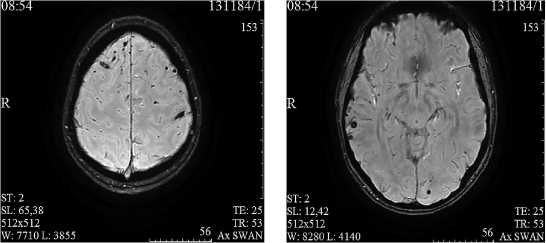 08:54 131184/1
153
R
ST: 2
SL: 65,38 TE: 25
512x512 TR: 53
W: 7710 L: 3855 Ax SWAN
56
08:54 131184/1
153
R
ST: 2
SL: 12,42 TE: 25
512x512 TR: 53
W: 8280 L: 4140 Ax SWAN
56